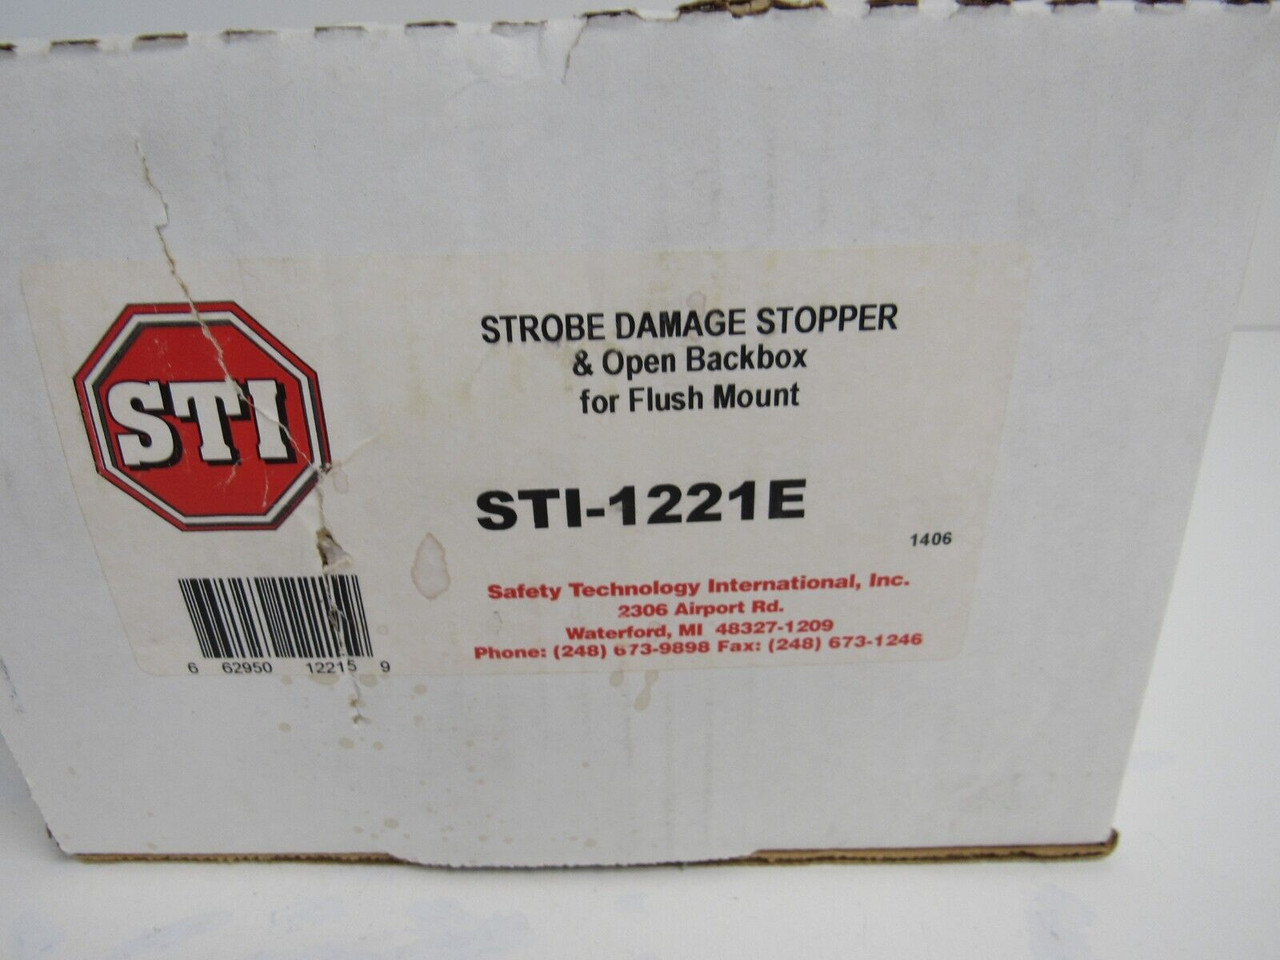 STI
STROBE DAMAGE STOPPER
& Open Backbox
for Flush Mount
STI-1221E
1406
Safety Technology International, Inc.
2306 Airport Rd.
Waterford, MI 48327-1209
Phone: (248) 673-9898 Fax: (248) 673-1246
6 62950 12215 9